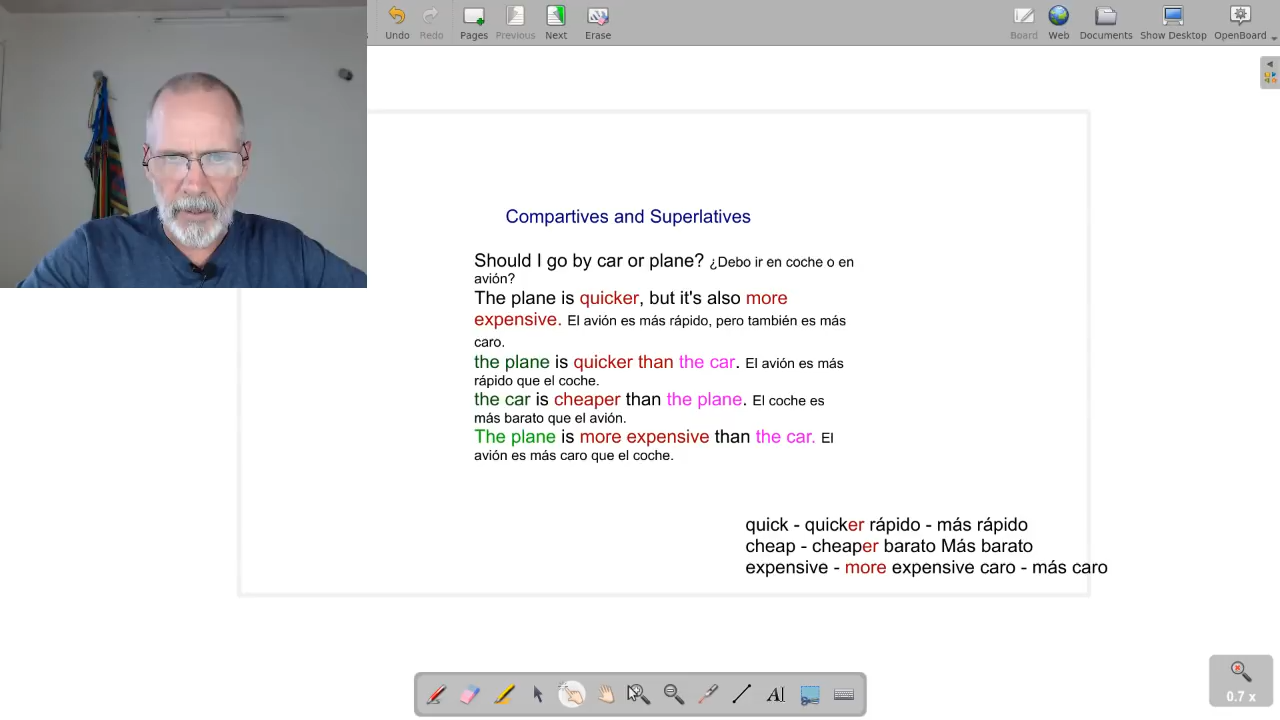 Undo
Redo
Pages
Previous
Next
Erase
Board
Web
Documents
Show Desktop
OpenBoard
Compartives and Superlatives
Should I go by car or plane? ¿Debo ir en coche o en
avión?
The plane is quicker, but it's also more
expensive. El avión es más rápido, pero también es más
caro.
the plane is quicker than the car. El avión es más
rápido que el coche.
the car is cheaper than the plane. El coche es
más barato que el avión.
The plane is more expensive than the car. El
avión es más caro que el coche.
quick - quicker rápido - más rápido
cheap - cheaper barato Más barato
expensive - more expensive caro - más caro
0.7 x